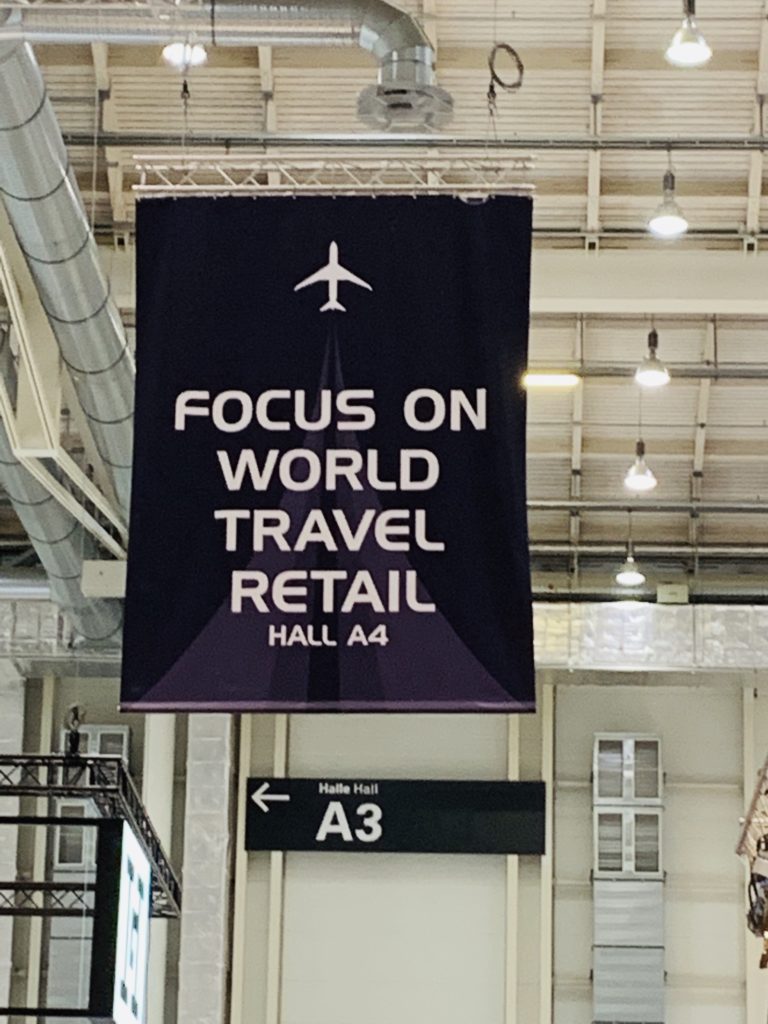 FOCUS ON
WORLD
TRAVEL
RETAIL
HALL A4
← Halle Hall
A3